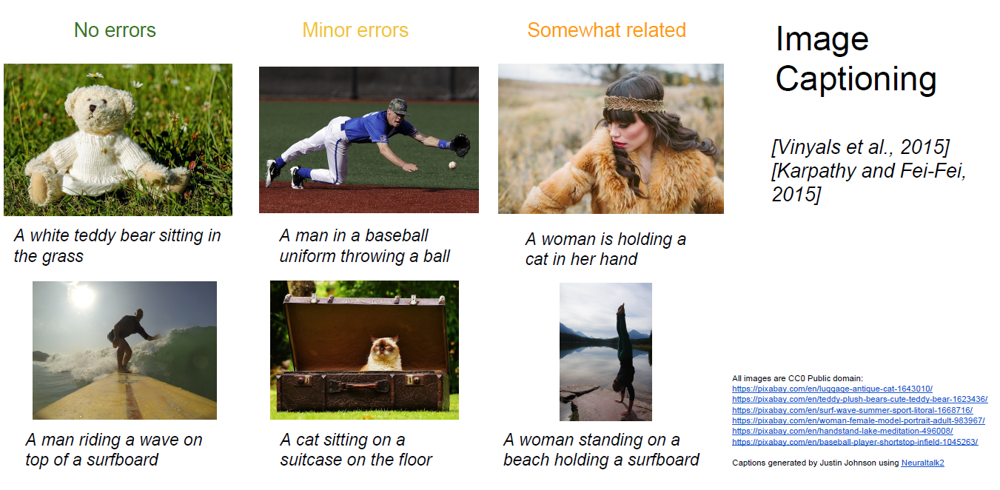 No errors
Minor errors
Somewhat related
Image
Captioning
[Vinyals et al., 2015]
[Karpathy and Fei-Fei,
2015]
A white teddy bear sitting in
the grass
A man in a baseball
uniform throwing a ball
A woman is holding a
cat in her hand
A man riding a wave on
top of a surfboard
A cat sitting on a
suitcase on the floor
A woman standing on a
beach holding a surfboard
All images are CC0 Public domain:
https://pixabay.com/en/luggage-antique-cat-1643010/
https://pixabay.com/en/teddy-plush-bears-cute-teddy-bear-1623436/
https://pixabay.com/en/surf-wave-summer-sport-litoral-1668716/
https://pixabay.com/en/woman-female-model-portrait-adult-983967/
https://pixabay.com/en/handstand-lake-meditation-496008/
https://pixabay.com/en/baseball-player-shortstop-infield-1045263/
Captions generated by Justin Johnson using Neuraltalk2